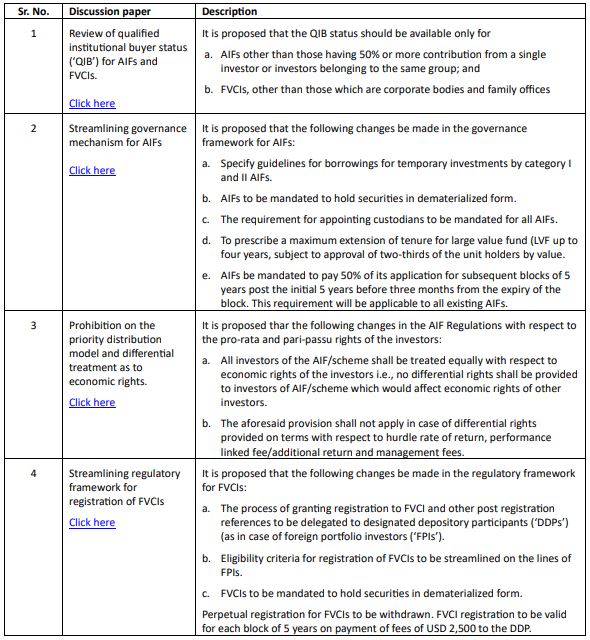 Sr. No. Discussion paper Description
1 Review of qualified It is proposed that the QIB status should be available only for
institutional buyer status
(‘QIB’) for AIFs and
FVCIs.
Click here
a. AIFs other than those having 50% or more contribution from a single
investor or investors belonging to the same group; and
b. FVCIs, other than those which are corporate bodies and family offices
2 Streamlining governance It is proposed that the following changes be made in the governance
mechanism for AIFs framework for AIFs:
Click here
a. Specify guidelines for borrowings for temporary investments by category I
and II AIFs.
b. AIFs to be mandated to hold securities in dematerialized form.
c. The requirement for appointing custodians to be mandated for all AIFs.
d. To prescribe a maximum extension of tenure for large value fund (LVF up to
four years, subject to approval of two-thirds of the unit holders by value.
e. AIFs be mandated to pay 50% of its application for subsequent blocks of 5
years post the initial 5 years before three months from the expiry of the
block. This requirement will be applicable to all existing AIFs.
3 Prohibition on the It is proposed thar the following changes in the AIF Regulations with respect to
priority distribution the pro-rata and pari-passu rights of the investors:
model and differential
treatment as to
economic rights.
Click here
a. All investors of the AIF/scheme shall be treated equally with respect to
economic rights of the investors i.e., no differential rights shall be provided
to investors of AIF/scheme which would affect economic rights of other
investors.
b. The aforesaid provision shall not apply in case of differential rights
provided on terms with respect to hurdle rate of return, performance
linked fee/additional return and management fees.
4 Streamlining regulatory It is proposed that the following changes be made in the regulatory framework
framework for for FVCIs:
registration of FVCIs
Click here
a. The process of granting registration to FVCI and other post registration
references to be delegated to designated depository participants (‘DDPs’)
(as in case of foreign portfolio investors (‘FPIs’).
b. Eligibility criteria for registration of FVCIs to be streamlined on the lines of
FPIs.
c. FVCIs to be mandated to hold securities in dematerialized form.
Perpetual registration for FVCIs to be withdrawn. FVCI registration to be valid
for each block of 5 years on payment of fees of USD 2,500 to the DDP.